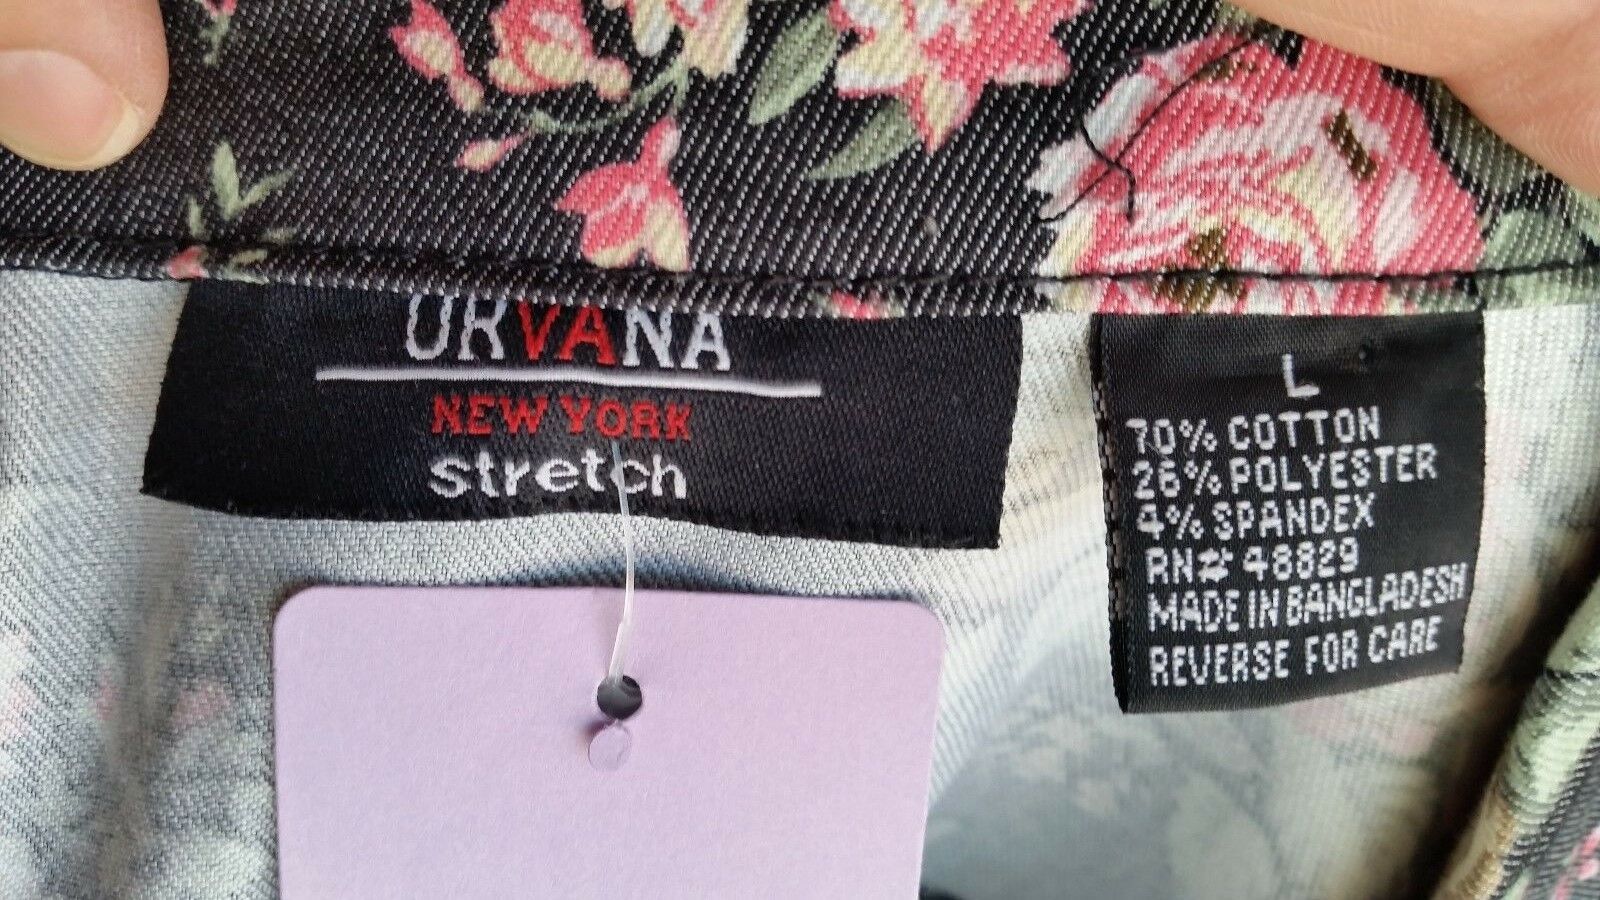 URVANA
NEW YORK
stretch
L
70% COTTON
26% POLYESTER
4% SPANDEX
RN# 48829
MADE IN BANGLADESH
REVERSE FOR CARE